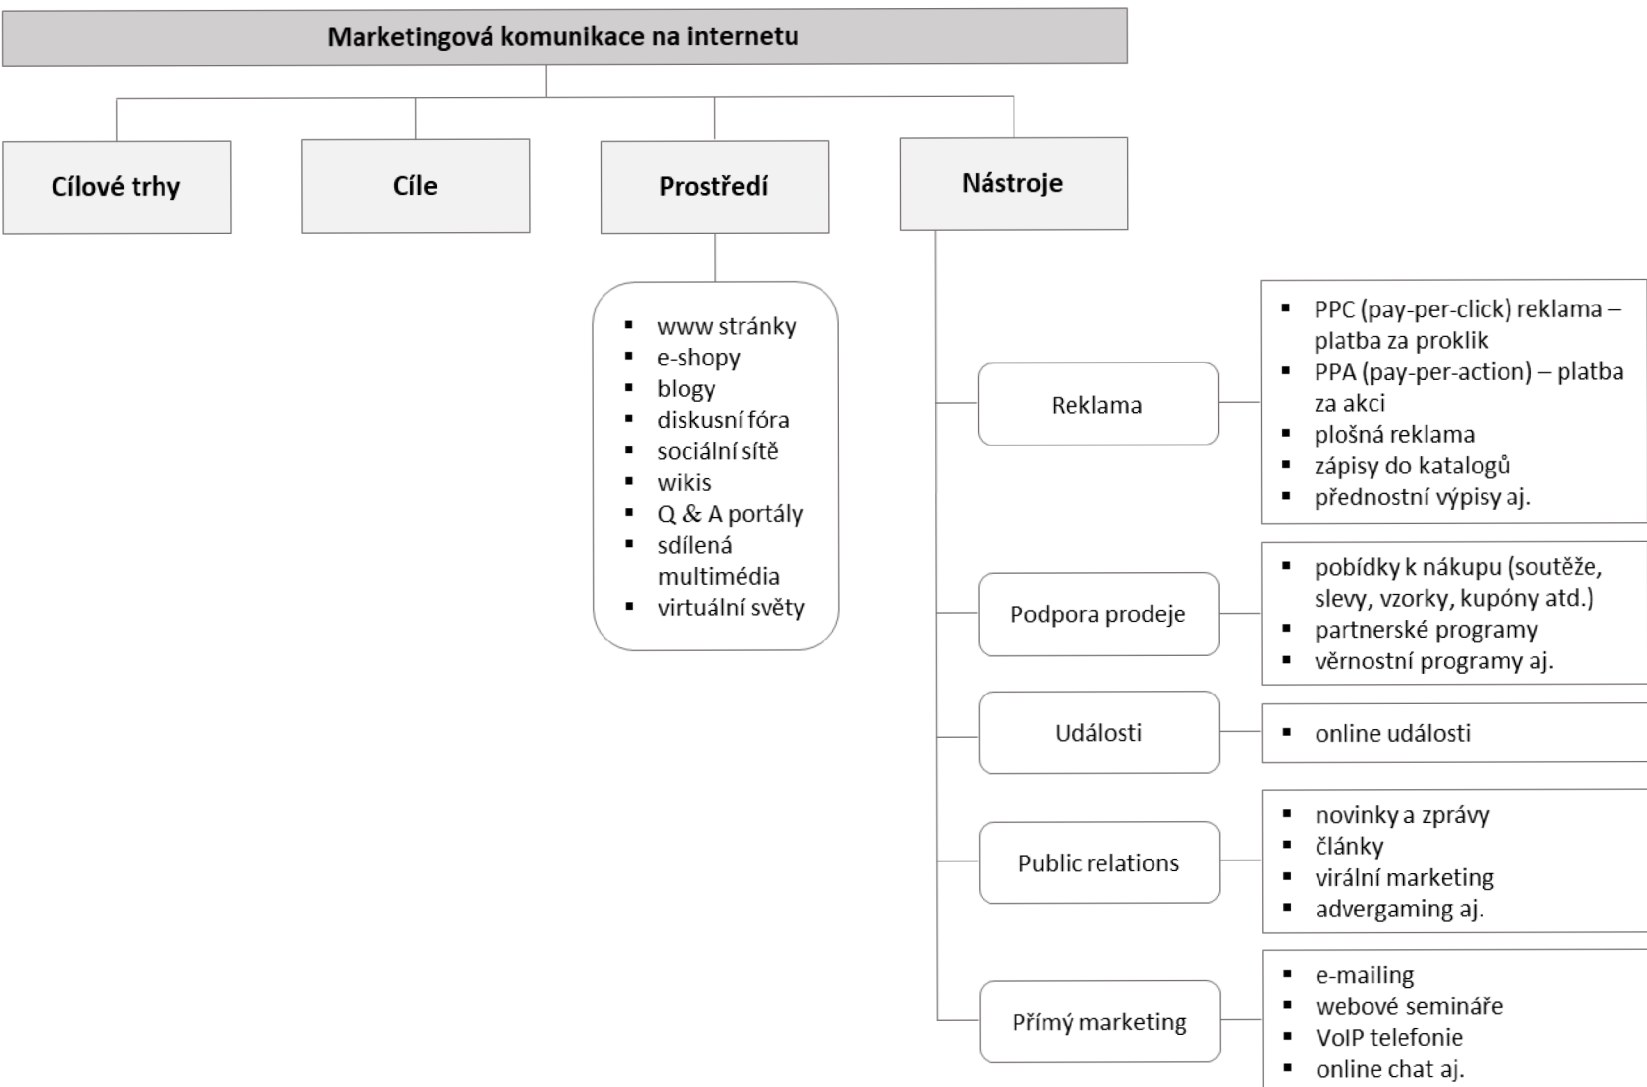 Marketingová komunikace na internetu
Cílové trhy
Cíle
Prostředí
Nástroje
▪ www stránky
▪ e-shopy
▪ blogy
▪ diskusní fóra
▪ sociální sítě
▪ wikis
▪ Q & A portály
▪ sdílená
multimédia
▪ virtuální světy
Reklama
▪ PPC (pay-per-click) reklama –
platba za proklik
▪ PPA (pay-per-action) – platba
za akci
▪ plošná reklama
▪ zápisy do katalogů
▪ přednostní výpisy aj.
Podpora prodeje
▪ pobídky k nákupu (soutěže,
slevy, vzorky, kupóny atd.)
▪ partnerské programy
▪ věrnostní programy aj.
Události
▪ online události
Public relations
▪ novinky a zprávy
▪ články
▪ virální marketing
▪ advergaming aj.
Přímý marketing
▪ e-mailing
▪ webové semináře
▪ VoIP telefonie
▪ online chat aj.